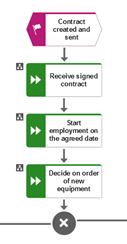 Contract
created and
sent
Receive signed
contract
Start
employment on
the agreed date
Decide on order
of new
equipment